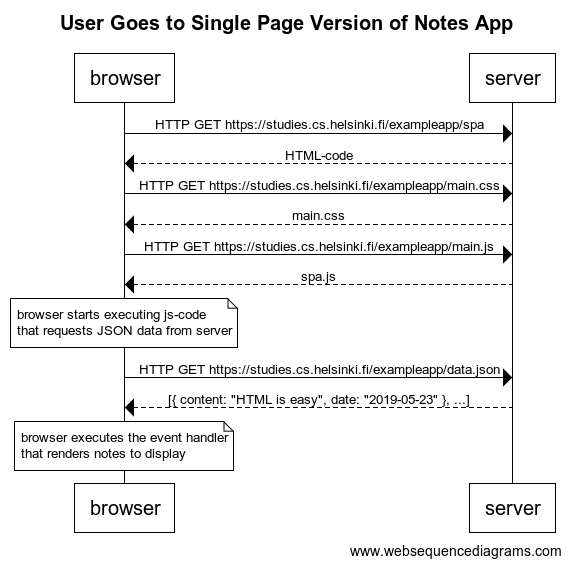 User Goes to Single Page Version of Notes App
browser
server
HTTP GET https://studies.cs.helsinki.fi/exampleapp/spa
HTML-code
HTTP GET https://studies.cs.helsinki.fi/exampleapp/main.css
main.css
HTTP GET https://studies.cs.helsinki.fi/exampleapp/main.js
spa.js
browser starts executing js-code
that requests JSON data from server
HTTP GET https://studies.cs.helsinki.fi/exampleapp/data.json
[{ content: "HTML is easy", date: "2019-05-23" }, ...]
browser executes the event handler
that renders notes to display
browser
server
www.websequencediagrams.com